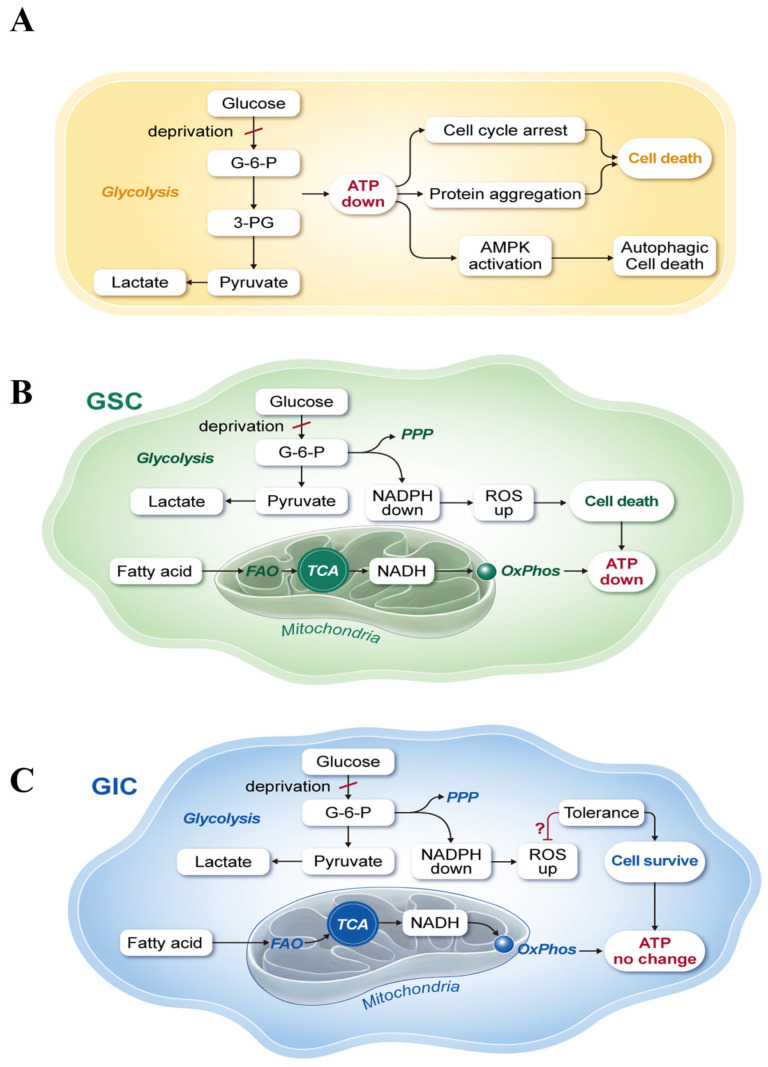 A
Glucose
deprivation
G-6-P
Glycolysis
3-PG
Lactate
Pyruvate
ATP
down
Cell cycle arrest
Protein aggregation
Cell death
AMPK
activation
Autophagic
Cell death
B
GSC
Glucose
deprivation
Glycolysis
G-6-P
PPP
Lactate
Pyruvate
NADPH
down
ROS
up
Cell death
Fatty acid
FAO
TCA
NADH
OxPhos
ATP
down
Mitochondria
C
GIC
Glucose
deprivation
Glycolysis
G-6-P
PPP
?
Tolerance
Lactate
Pyruvate
NADPH
down
ROS
up
Cell survive
Fatty acid
FAO
TCA
NADH
OxPhos
ATP
no change
Mitochondria